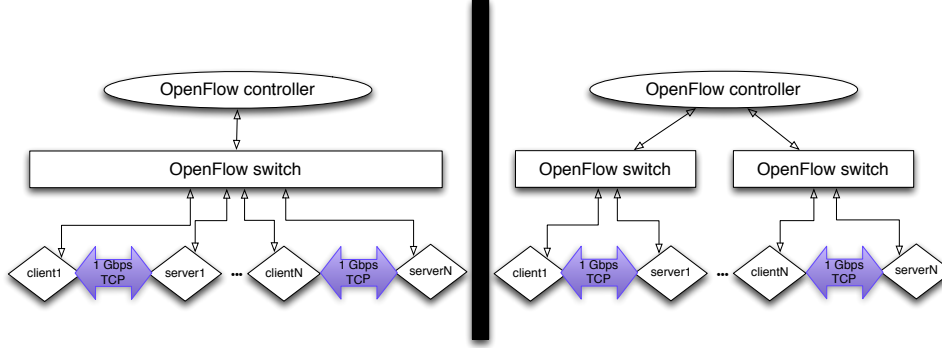 OpenFlow controller
OpenFlow switch
client1
1 Gbps
TCP
server1
...
clientN
1 Gbps
TCP
serverN
OpenFlow controller
OpenFlow switch
OpenFlow switch
client1
1 Gbps
TCP
server1
...
clientN
1 Gbps
TCP
serverN